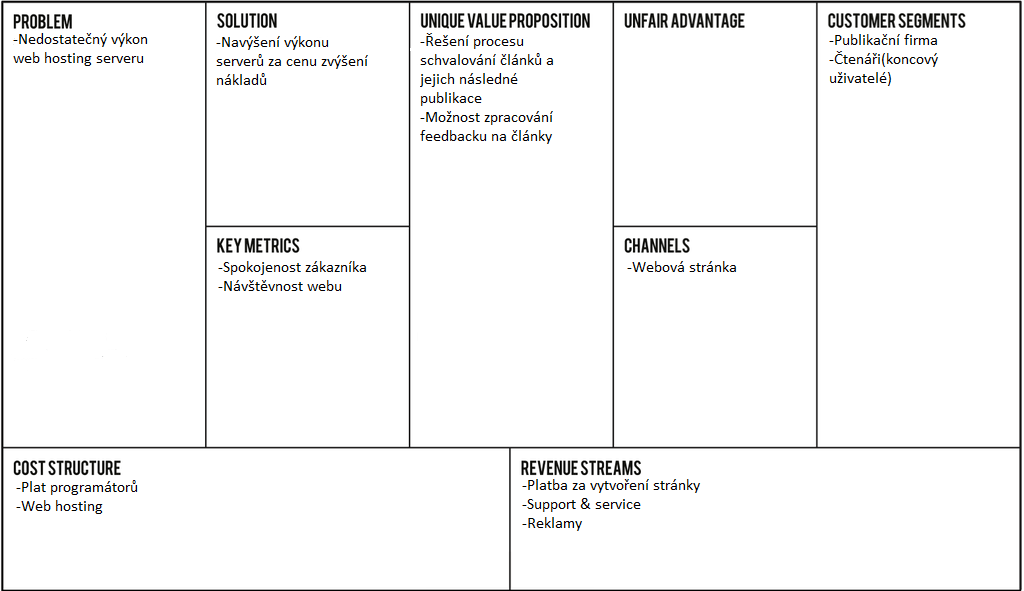 PROBLEM
-Nedostatečný výkon
web hosting serveru
SOLUTION
-Navýšení výkonu
serverů za cenu zvýšení
nákladů
KEY METRICS
-Spokojenost zákazníka
-Návštěvnost webu
UNIQUE VALUE PROPOSITION
-Řešení procesu
schvalování článků a
jejich následné
publikace
-Možnost zpracování
feedbacku na články
UNFAIR ADVANTAGE
CHANNELS
-Webová stránka
CUSTOMER SEGMENTS
-Publikační firma
-Čtenáři(koncový
uživatelé)
COST STRUCTURE
-Plat programátorů
-Web hosting
REVENUE STREAMS
-Platba za vytvoření stránky
-Support & service
-Reklamy